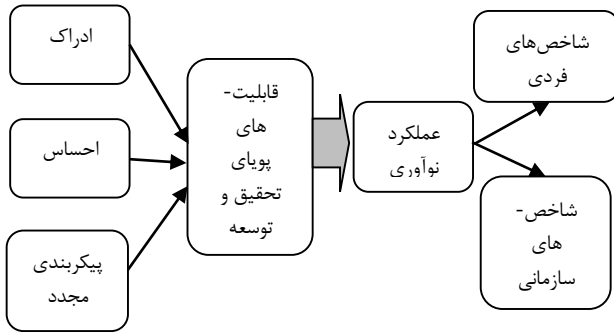 ادراک
احساس
پیکربندی
مجدد
قابلیت-
های
پویای
تحقیق و
توسعه
عملکرد
نوآوری
شاخص‌های
فردی
شاخص-
های
سازمانی